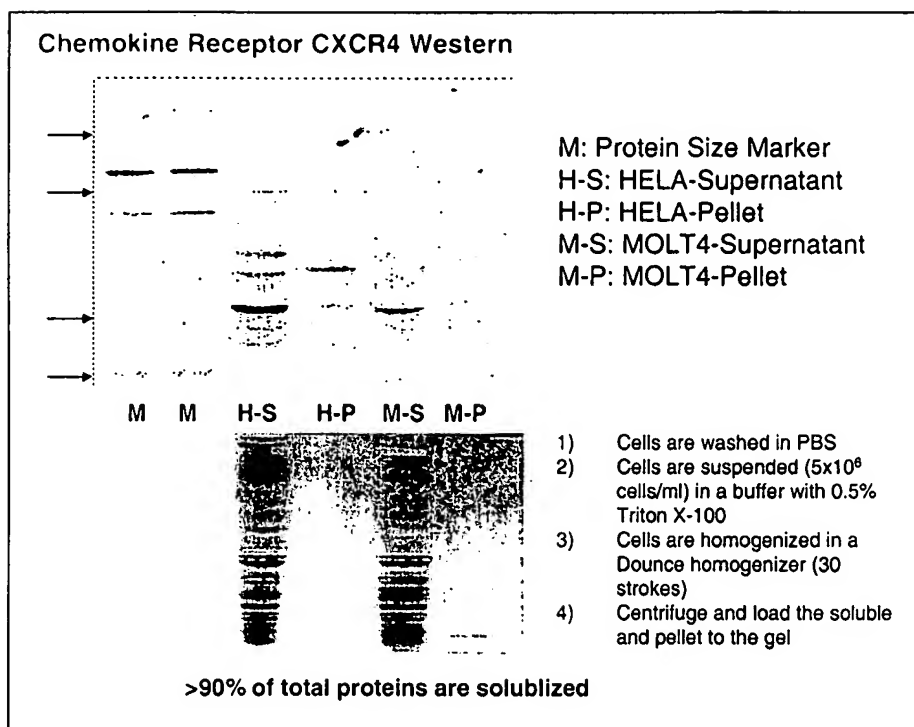 Chemokine Receptor CXCR4 Western
M: Protein Size Marker
H-S: HELA-Supernatant
H-P: HELA-Pellet
M-S: MOLT4-Supernatant
M-P: MOLT4-Pellet
M M H-S H-P M-S M-P
1) Cells are washed in PBS
2) Cells are suspended (5x10⁶
cells/ml) in a buffer with 0.5%
Triton X-100
3) Cells are homogenized in a
Dounce homogenizer (30
strokes)
4) Centrifuge and load the soluble
and pellet to the gel
>90% of total proteins are solublized